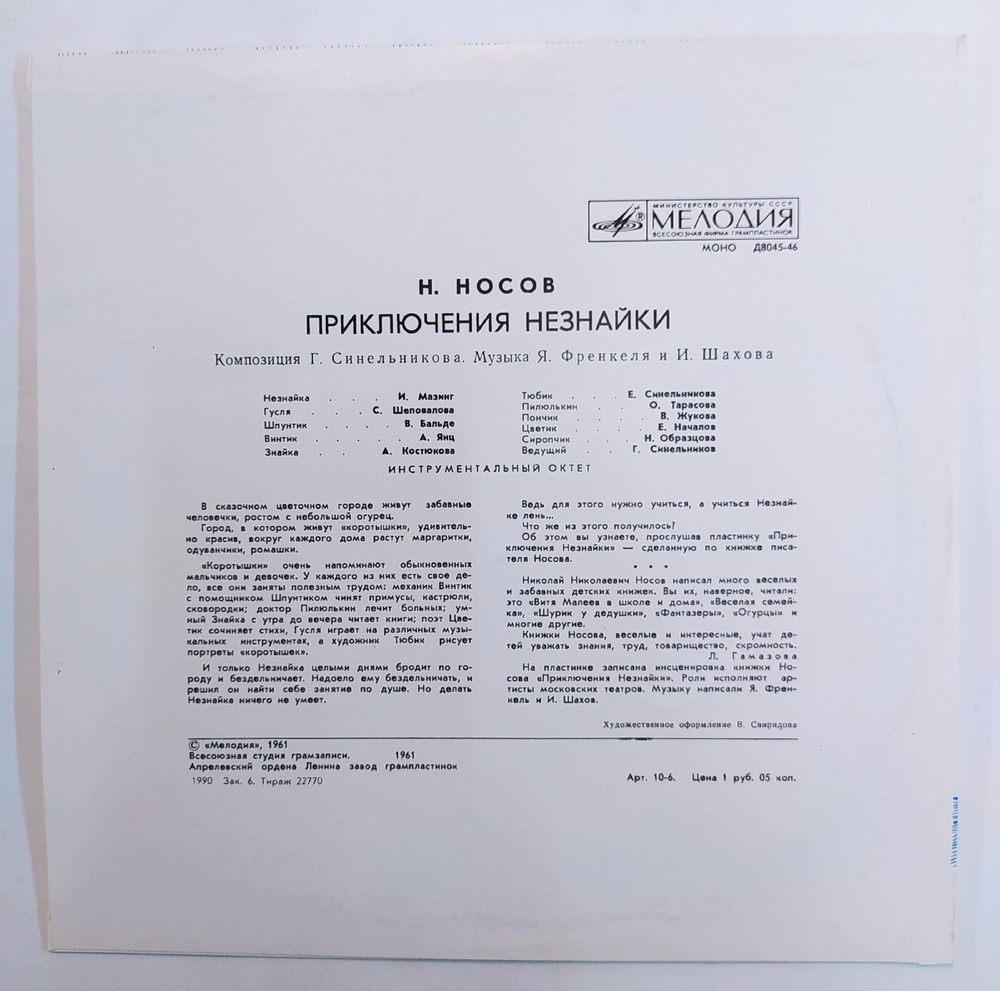 МИНИСТЕРСТВО КУЛЬТУРЫ СССР
МЕЛОДИЯ
ВСЕСОЮЗНАЯ ФИРМА ГРАМПЛАСТИНОК
МОНО Д8045-46
Н. НОСОВ
ПРИКЛЮЧЕНИЯ НЕЗНАЙКИ
Композиция Г. Синельникова. Музыка Я. Френкеля и И. Шахова
Незнайка . . . И. Мазинг
Гусля . . . С. Шеповалова
Шпунтик . . . . В. Бальде
Винтик . . . . . А. Янц
Знайка . . . А. Костюкова
Тюбик . . . Е. Синельникова
Пилюлькин . . О. Тарасова
Пончик . . . . В. Жукова
Цветик . . . . Е. Началов
Сиропчик . . . Н. Образцова
Ведущий . . . Г. Синельников
ИНСТРУМЕНТАЛЬНЫЙ ОКТЕТ
В сказочном цветочном городе живут забавные
человечки, ростом с небольшой огурец.
Город, в котором живут «коротышки», удивитель-
но красив, вокруг каждого дома растут маргаритки,
одуванчики, ромашки.
«Коротышки» очень напоминают обыкновенных
мальчиков и девочек. У каждого из них есть свое де-
ло, все они заняты полезным трудом: механик Винтик
с помощником Шпунтиком чинят примусы, кастрюли,
сковородки; доктор Пилюлькин лечит больных; ум-
ный Знайка с утра до вечера читает книги; поэт Цве-
тик сочиняет стихи, Гусля играет на различных музы-
кальных инструментах, а художник Тюбик рисует
портреты «коротышек».
И только Незнайка целыми днями бродит по го-
роду и бездельничает. Надоело ему бездельничать, и
решил он найти себе занятие по душе. Но делать
Незнайка ничего не умеет.
Ведь для этого нужно учиться, а учиться Незнай-
ке лень...
Что же из этого получилось?
Об этом вы узнаете, прослушав пластинку «При-
ключения Незнайки» — сделанную по книжке писа-
теля Носова.
* * *
Николай Николаевич Носов написал много веселых
и забавных детских книжек. Вы их, наверное, читали:
это «Витя Малеев в школе и дома», «Веселая семей-
ка», «Шурик у дедушки», «Фантазеры», «Огурцы» и
многие другие.
Книжки Носова, веселые и интересные, учат де-
тей уважать знания, труд, товарищество, скромность.
Л. Гамазова
На пластинке записана инсценировка книжки Но-
сова «Приключения Незнайки». Роли исполняют ар-
тисты московских театров. Музыку написали Я. Френ-
кель и И. Шахов.
Художественное оформление В. Свиридова
© «Мелодия», 1961
Всесоюзная студия грамзаписи. 1961
Апрелевский ордена Ленина завод грампластинок
1990 Зак. 6. Тираж 22770
Арт. 10-6. Цена 1 руб. 05 коп.